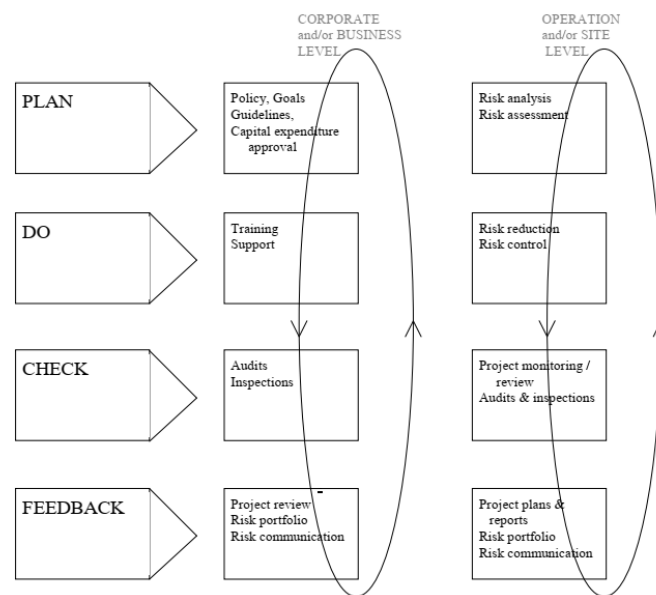 CORPORATE
and/or BUSINESS
LEVEL
OPERATION
and/or SITE
LEVEL
PLAN
Policy, Goals
Guidelines,
Capital expenditure
approval
Risk analysis
Risk assessment
DO
Training
Support
Risk reduction
Risk control
CHECK
Audits
Inspections
Project monitoring /
review
Audits & inspections
FEEDBACK
Project review
Risk portfolio
Risk communication
Project plans &
reports
Risk portfolio
Risk communication